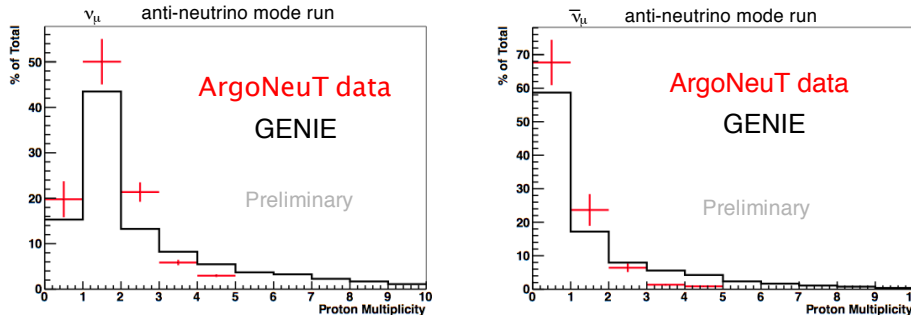 νμ anti-neutrino mode run
% of Total
50
40
30
20
10
0
ArgoNeuT data
GENIE
Preliminary
0 1 2 3 4 5 6 7 8 9 10
Proton Multiplicity
ν̅μ anti-neutrino mode run
% of Total
70
60
50
40
30
20
10
0
ArgoNeuT data
GENIE
Preliminary
0 1 2 3 4 5 6 7 8 9 1
Proton Multiplicity